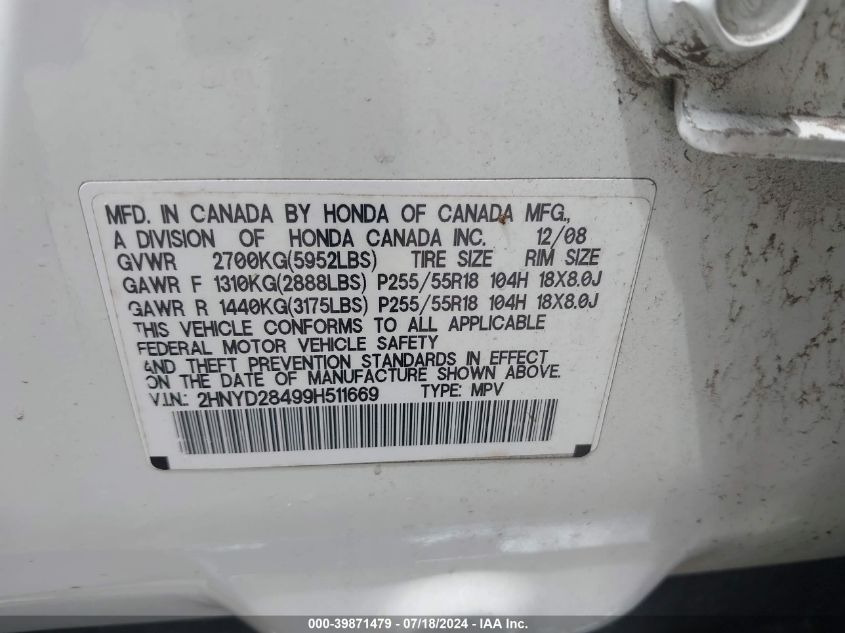 MFD. IN CANADA BY HONDA OF CANADA MFG.,
A DIVISION OF HONDA CANADA INC. 12/08
GVWR 2700KG(5952LBS) TIRE SIZE RIM SIZE
GAWR F 1310KG(2888LBS) P255/55R18 104H 18X8.0J
GAWR R 1440KG(3175LBS) P255/55R18 104H 18X8.0J
THIS VEHICLE CONFORMS TO ALL APPLICABLE
FEDERAL MOTOR VEHICLE SAFETY
AND THEFT PREVENTION STANDARDS IN EFFECT
ON THE DATE OF MANUFACTURE SHOWN ABOVE.
V.I.N.: 2HNYD28499H511669 TYPE: MPV
000-39871479 - 07/18/2024 - IAA Inc.